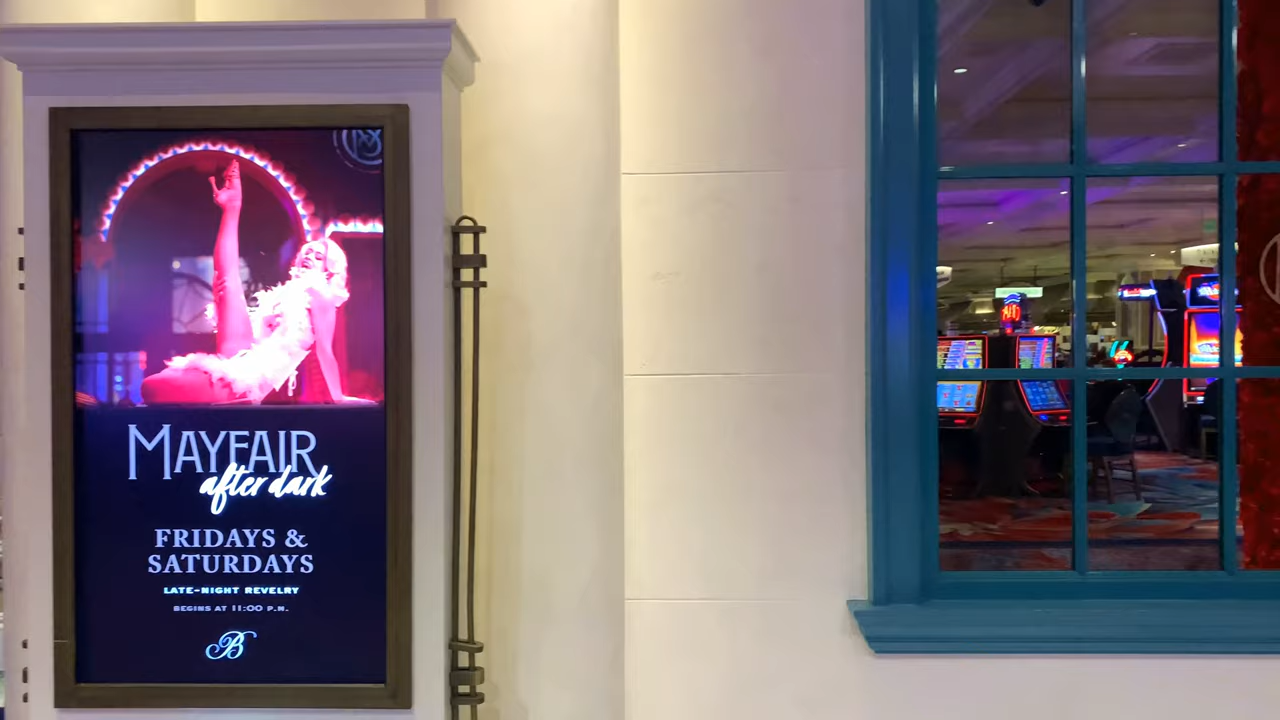 MAYFAIR
after dark
FRIDAYS &
SATURDAYS
LATE-NIGHT REVELRY
BEGINS AT 11:00 P.M.
B